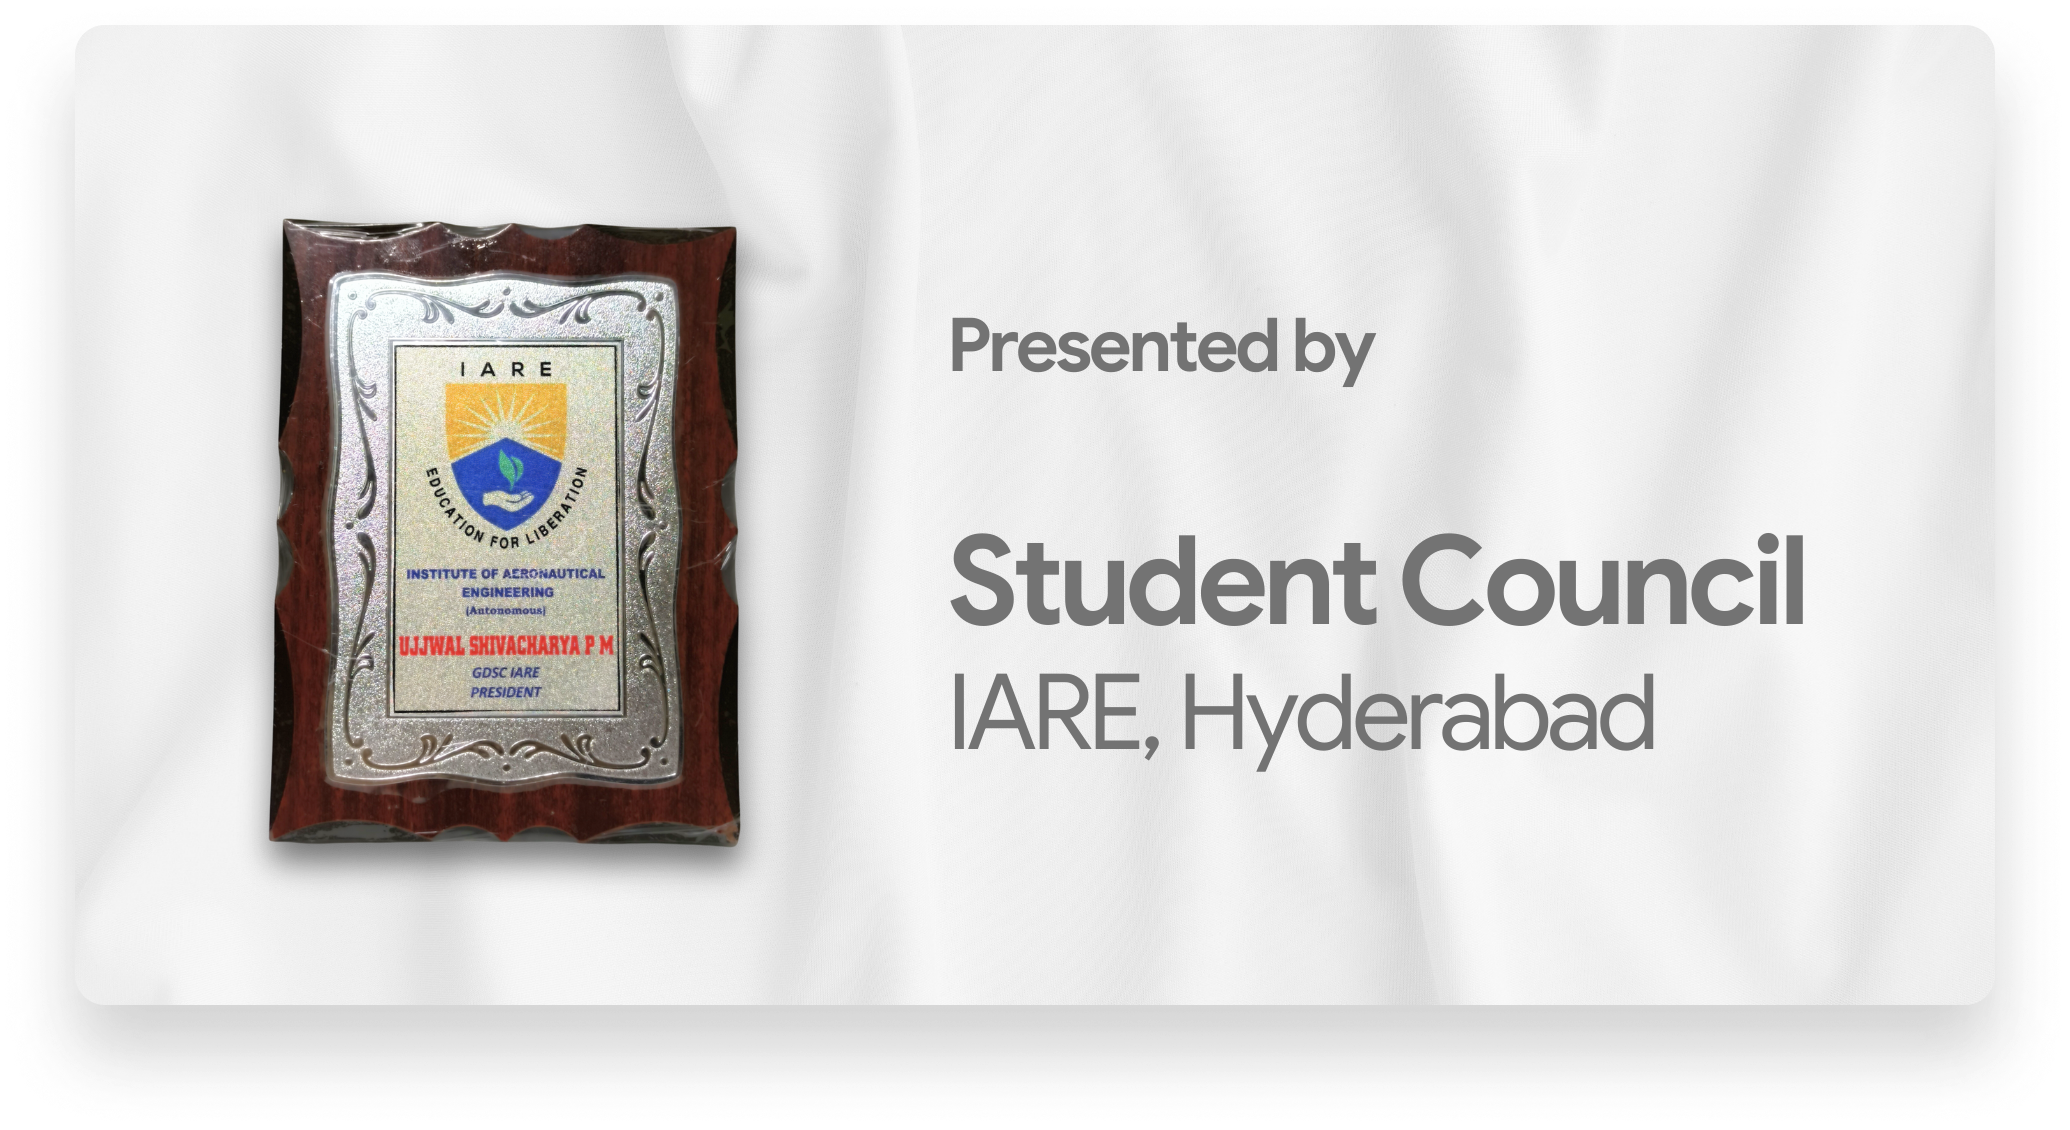 IARE
EDUCATION FOR LIBERATION
INSTITUTE OF AERONAUTICAL
ENGINEERING
(Autonomous)
UJJWAL SHIVACHARYA P M
GDSC IARE
PRESIDENT
Presented by
Student Council
IARE, Hyderabad